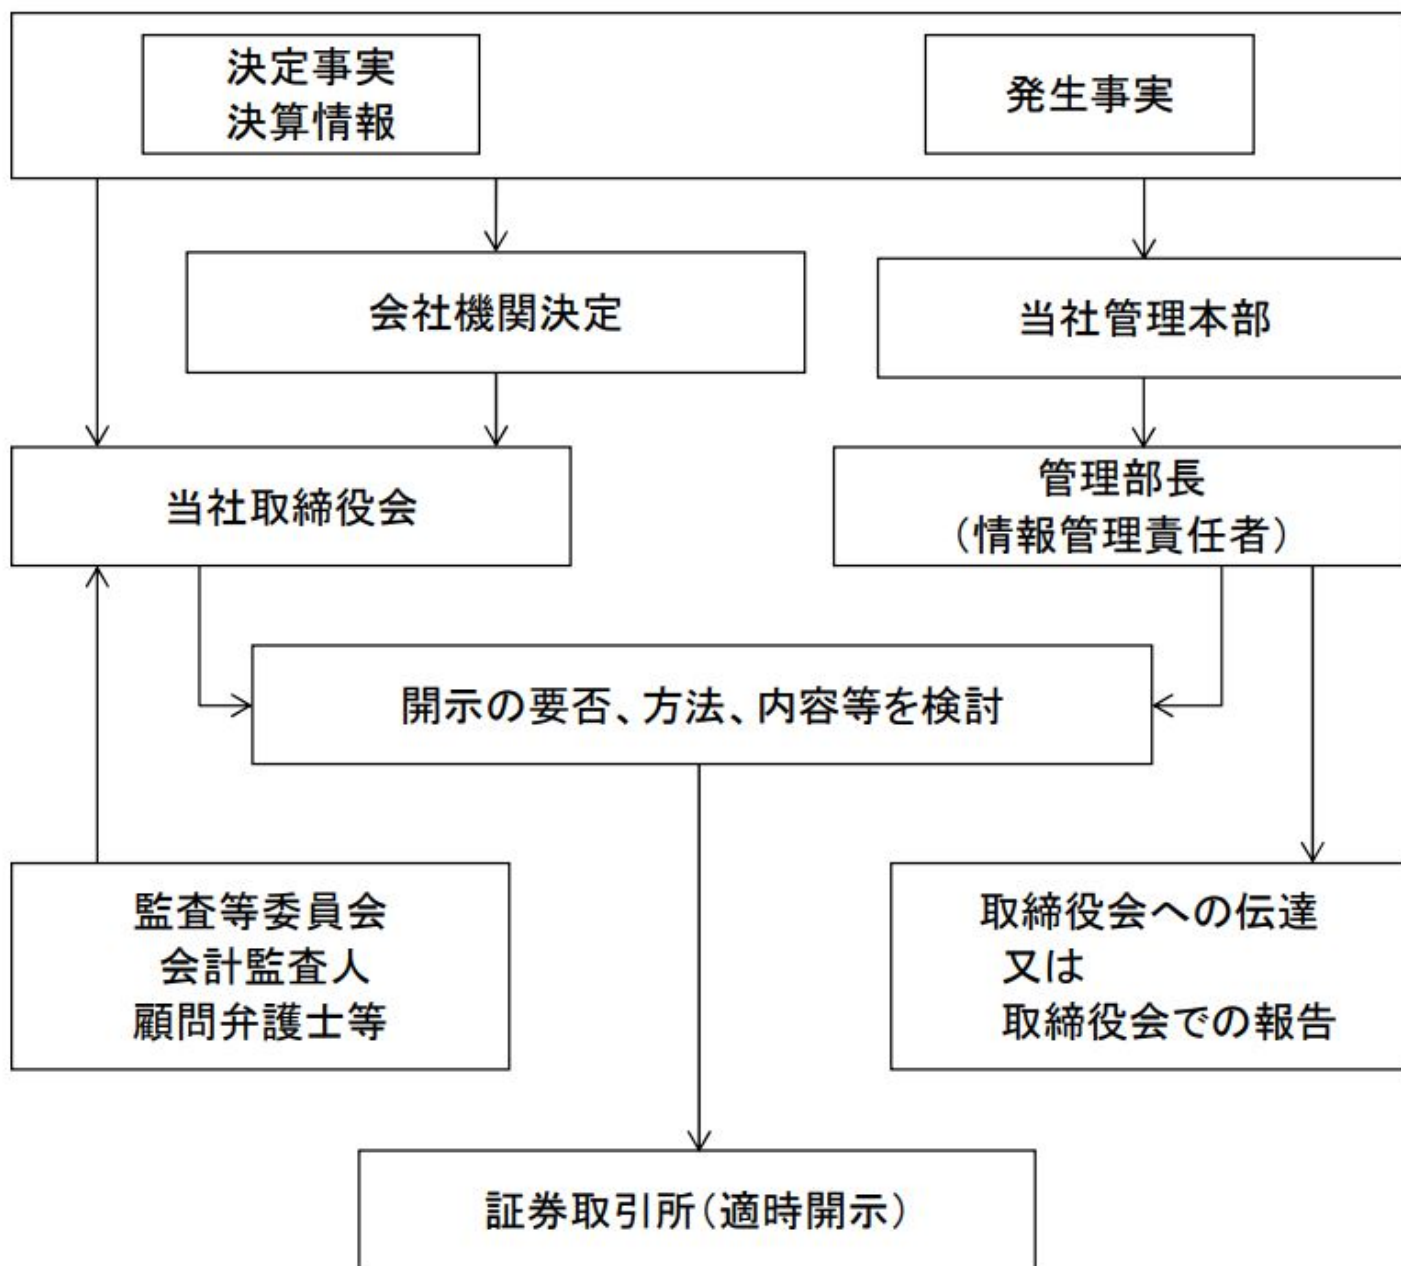 決定事実
決算情報
発生事実
会社機関決定
当社管理本部
当社取締役会
管理部長
（情報管理責任者）
開示の要否、方法、内容等を検討
監査等委員会
会計監査人
顧問弁護士等
取締役会への伝達
又は
取締役会での報告
証券取引所（適時開示）